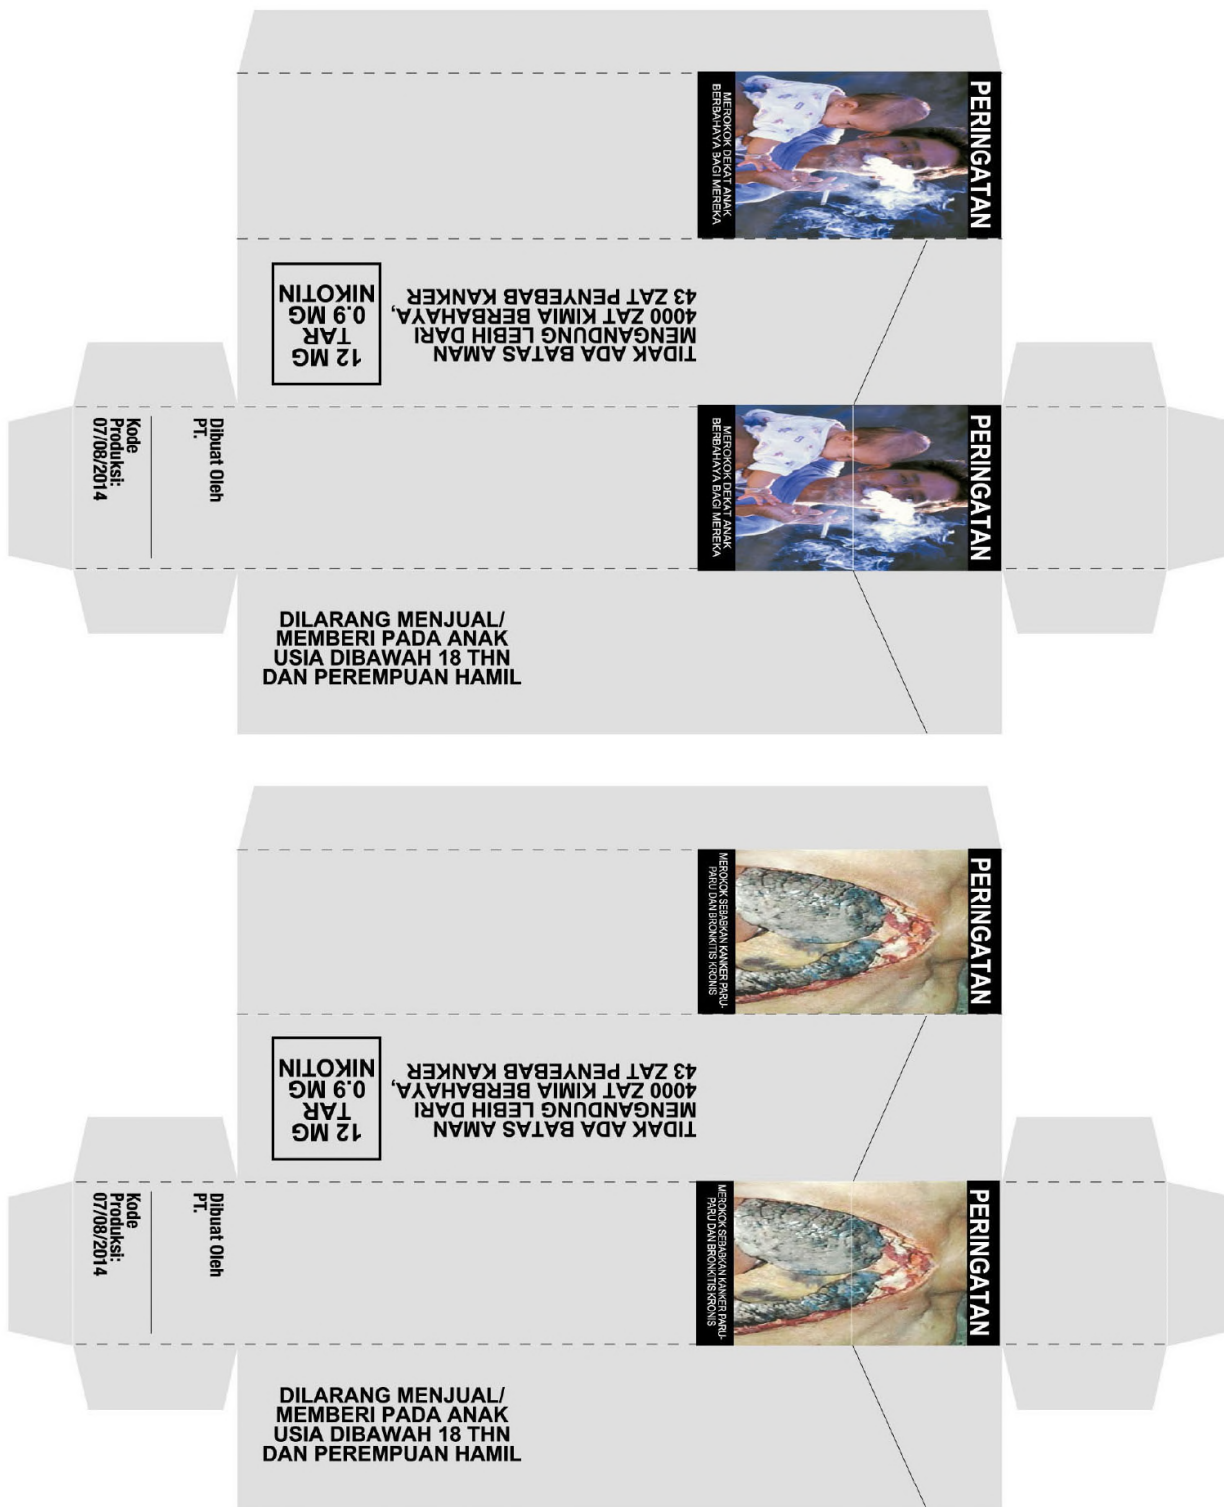 PERINGATAN
MEROKOK DEKAT ANAK
BERBAHAYA BAGI MEREKA
12 MG
TAR
0.9 MG
NIKOTIN
TIDAK ADA BATAS AMAN
MENGANDUNG LEBIH DARI
4000 ZAT KIMIA BERBAHAYA,
43 ZAT PENYEBAB KANKER
Dibuat Oleh
PT.
Kode
Produksi:
07/08/2014
PERINGATAN
MEROKOK DEKAT ANAK
BERBAHAYA BAGI MEREKA
DILARANG MENJUAL/
MEMBERI PADA ANAK
USIA DIBAWAH 18 THN
DAN PEREMPUAN HAMIL
PERINGATAN
MEROKOK SEBABKAN KANKER PARU-
PARU DAN BRONKITIS KRONIS
12 MG
TAR
0.9 MG
NIKOTIN
TIDAK ADA BATAS AMAN
MENGANDUNG LEBIH DARI
4000 ZAT KIMIA BERBAHAYA,
43 ZAT PENYEBAB KANKER
Dibuat Oleh
PT.
Kode
Produksi:
07/08/2014
PERINGATAN
MEROKOK SEBABKAN KANKER PARU-
PARU DAN BRONKITIS KRONIS
DILARANG MENJUAL/
MEMBERI PADA ANAK
USIA DIBAWAH 18 THN
DAN PEREMPUAN HAMIL